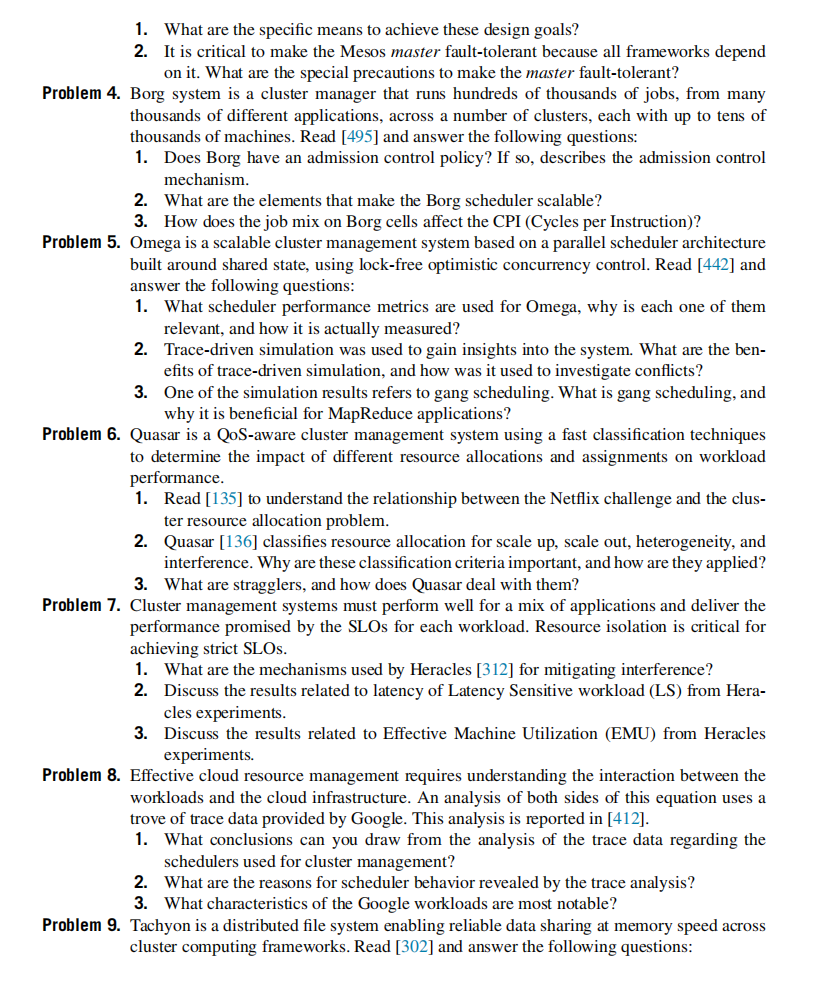 1. What are the specific means to achieve these design goals?
2. It is critical to make the Mesos master fault-tolerant because all frameworks depend
on it. What are the special precautions to make the master fault-tolerant?
Problem 4. Borg system is a cluster manager that runs hundreds of thousands of jobs, from many
thousands of different applications, across a number of clusters, each with up to tens of
thousands of machines. Read [495] and answer the following questions:
1. Does Borg have an admission control policy? If so, describes the admission control
mechanism.
2. What are the elements that make the Borg scheduler scalable?
3. How does the job mix on Borg cells affect the CPI (Cycles per Instruction)?
Problem 5. Omega is a scalable cluster management system based on a parallel scheduler architecture
built around shared state, using lock-free optimistic concurrency control. Read [442] and
answer the following questions:
1. What scheduler performance metrics are used for Omega, why is each one of them
relevant, and how it is actually measured?
2. Trace-driven simulation was used to gain insights into the system. What are the ben-
efits of trace-driven simulation, and how was it used to investigate conflicts?
3. One of the simulation results refers to gang scheduling. What is gang scheduling, and
why it is beneficial for MapReduce applications?
Problem 6. Quasar is a QoS-aware cluster management system using a fast classification techniques
to determine the impact of different resource allocations and assignments on workload
performance.
1. Read [135] to understand the relationship between the Netflix challenge and the clus-
ter resource allocation problem.
2. Quasar [136] classifies resource allocation for scale up, scale out, heterogeneity, and
interference. Why are these classification criteria important, and how are they applied?
3. What are stragglers, and how does Quasar deal with them?
Problem 7. Cluster management systems must perform well for a mix of applications and deliver the
performance promised by the SLOs for each workload. Resource isolation is critical for
achieving strict SLOs.
1. What are the mechanisms used by Heracles [312] for mitigating interference?
2. Discuss the results related to latency of Latency Sensitive workload (LS) from Hera-
cles experiments.
3. Discuss the results related to Effective Machine Utilization (EMU) from Heracles
experiments.
Problem 8. Effective cloud resource management requires understanding the interaction between the
workloads and the cloud infrastructure. An analysis of both sides of this equation uses a
trove of trace data provided by Google. This analysis is reported in [412].
1. What conclusions can you draw from the analysis of the trace data regarding the
schedulers used for cluster management?
2. What are the reasons for scheduler behavior revealed by the trace analysis?
3. What characteristics of the Google workloads are most notable?
Problem 9. Tachyon is a distributed file system enabling reliable data sharing at memory speed across
cluster computing frameworks. Read [302] and answer the following questions: